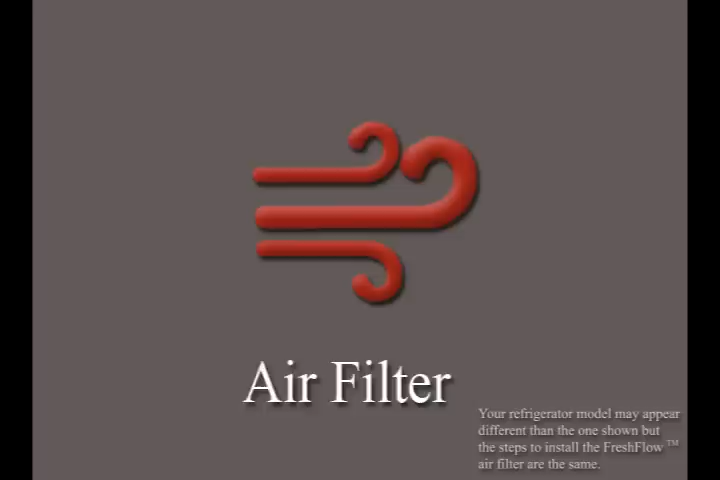 Air Filter
Your refrigerator model may appear
different than the one shown but
the steps to install the FreshFlow™
air filter are the same.